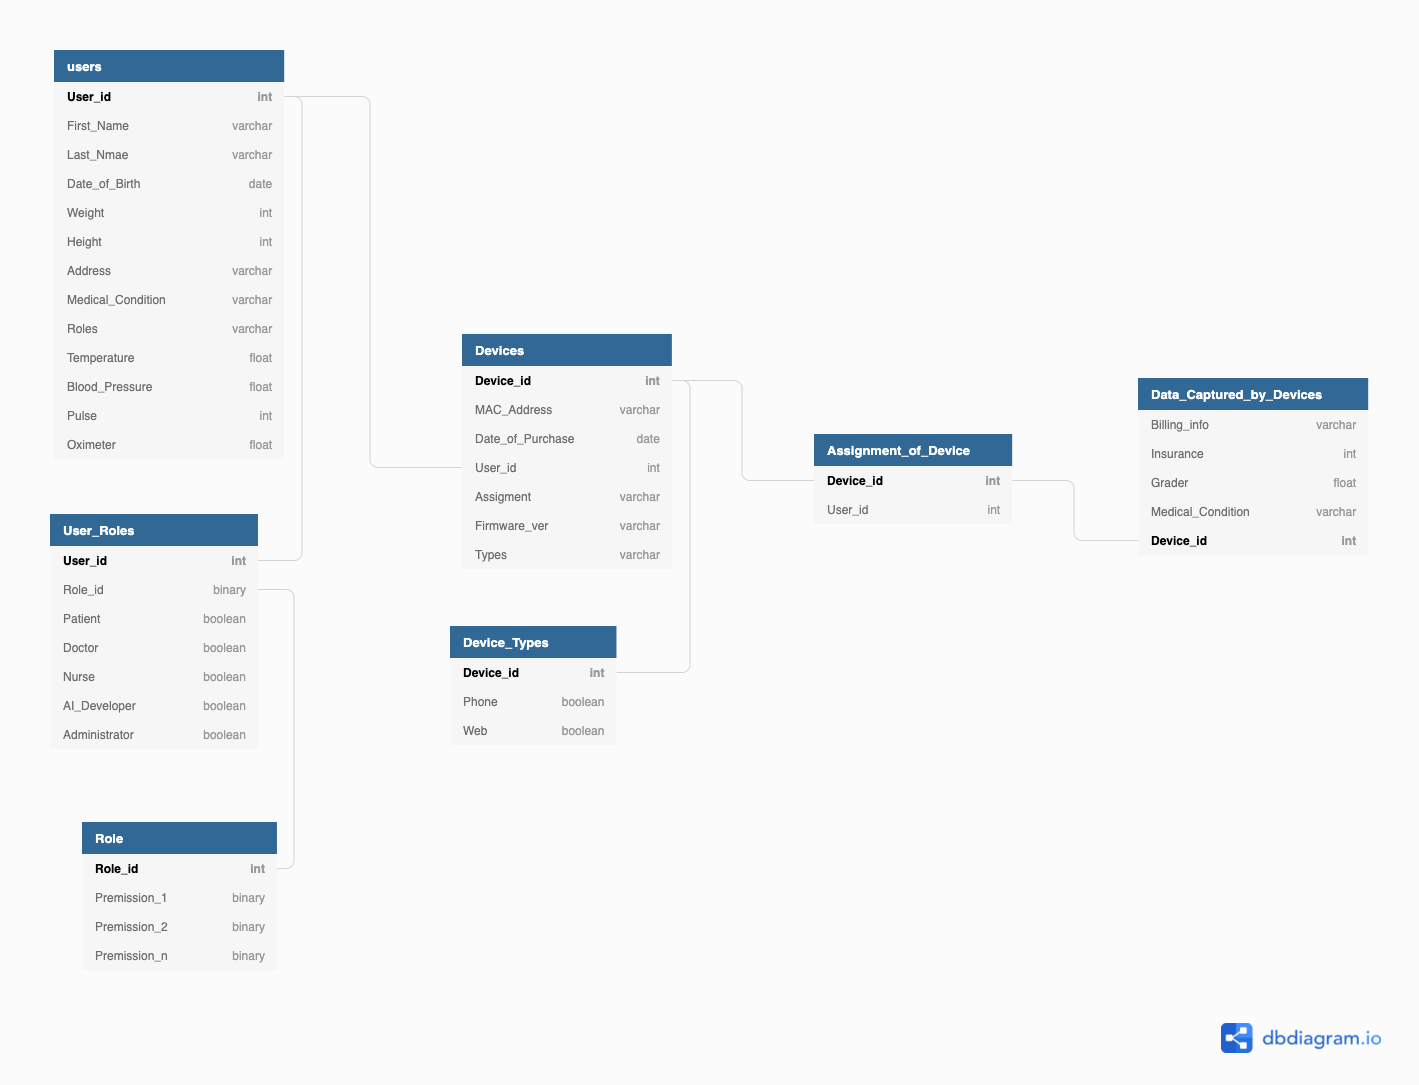 users
User_id int
First_Name varchar
Last_Nmae varchar
Date_of_Birth date
Weight int
Height int
Address varchar
Medical_Condition varchar
Roles varchar
Temperature float
Blood_Pressure float
Pulse int
Oximeter float
User_Roles
User_id int
Role_id binary
Patient boolean
Doctor boolean
Nurse boolean
AI_Developer boolean
Administrator boolean
Role
Role_id int
Premission_1 binary
Premission_2 binary
Premission_n binary
Devices
Device_id int
MAC_Address varchar
Date_of_Purchase date
User_id int
Assigment varchar
Firmware_ver varchar
Types varchar
Device_Types
Device_id int
Phone boolean
Web boolean
Assignment_of_Device
Device_id int
User_id int
Data_Captured_by_Devices
Billing_info varchar
Insurance int
Grader float
Medical_Condition varchar
Device_id int
dbdiagram.io